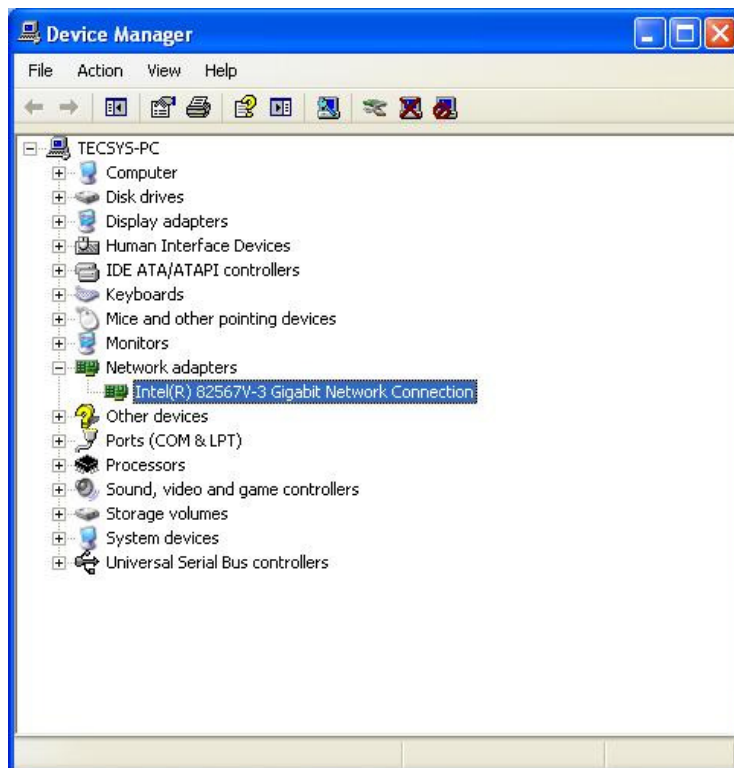 Device Manager
File Action View Help
TECSYS-PC
Computer
Disk drives
Display adapters
Human Interface Devices
IDE ATA/ATAPI controllers
Keyboards
Mice and other pointing devices
Monitors
Network adapters
Intel(R) 82567V-3 Gigabit Network Connection
Other devices
Ports (COM & LPT)
Processors
Sound, video and game controllers
Storage volumes
System devices
Universal Serial Bus controllers